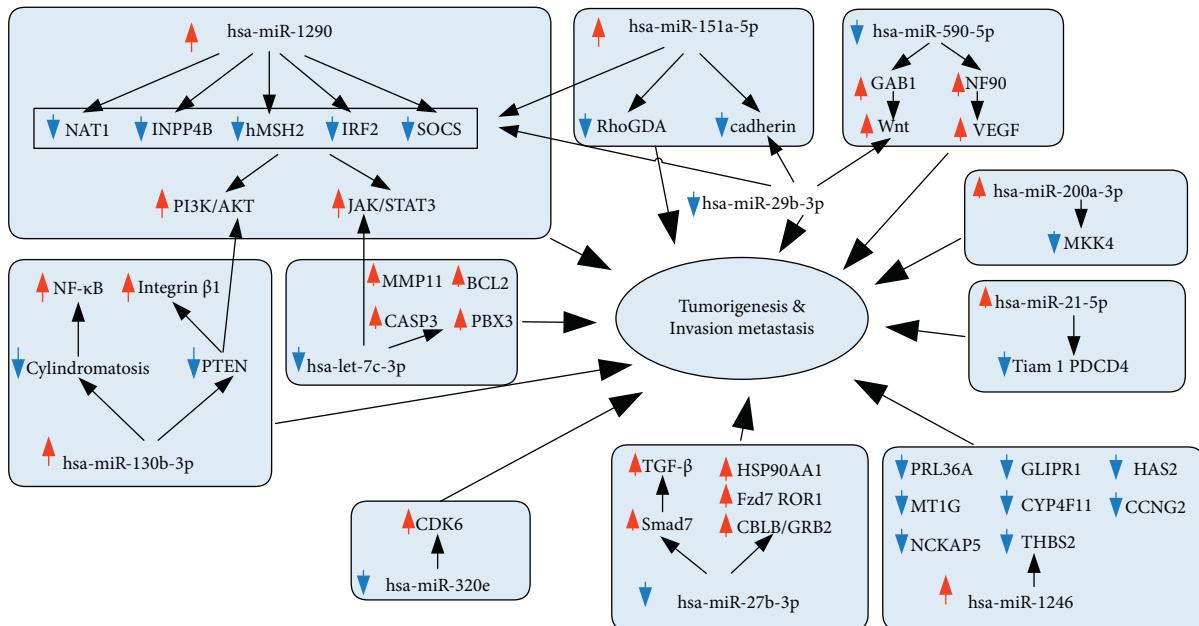 hsa-miR-1290
NAT1
INPP4B
hMSH2
IRF2
SOCS
PI3K/AKT
JAK/STAT3
hsa-miR-151a-5p
RhoGDA
cadherin
hsa-miR-590-5p
GAB1
NF90
Wnt
VEGF
hsa-miR-29b-3p
hsa-miR-200a-3p
MKK4
NF-κB
Integrin β1
Cylindromatosis
PTEN
hsa-miR-130b-3p
MMP11
BCL2
CASP3
PBX3
hsa-let-7c-3p
Tumorigenesis &
Invasion metastasis
hsa-miR-21-5p
Tiam 1 PDCD4
CDK6
hsa-miR-320e
TGF-β
HSP90AA1
Fzd7 ROR1
Smad7
CBLB/GRB2
hsa-miR-27b-3p
PRL36A
GLIPR1
HAS2
MT1G
CYP4F11
CCNG2
NCKAP5
THBS2
hsa-miR-1246